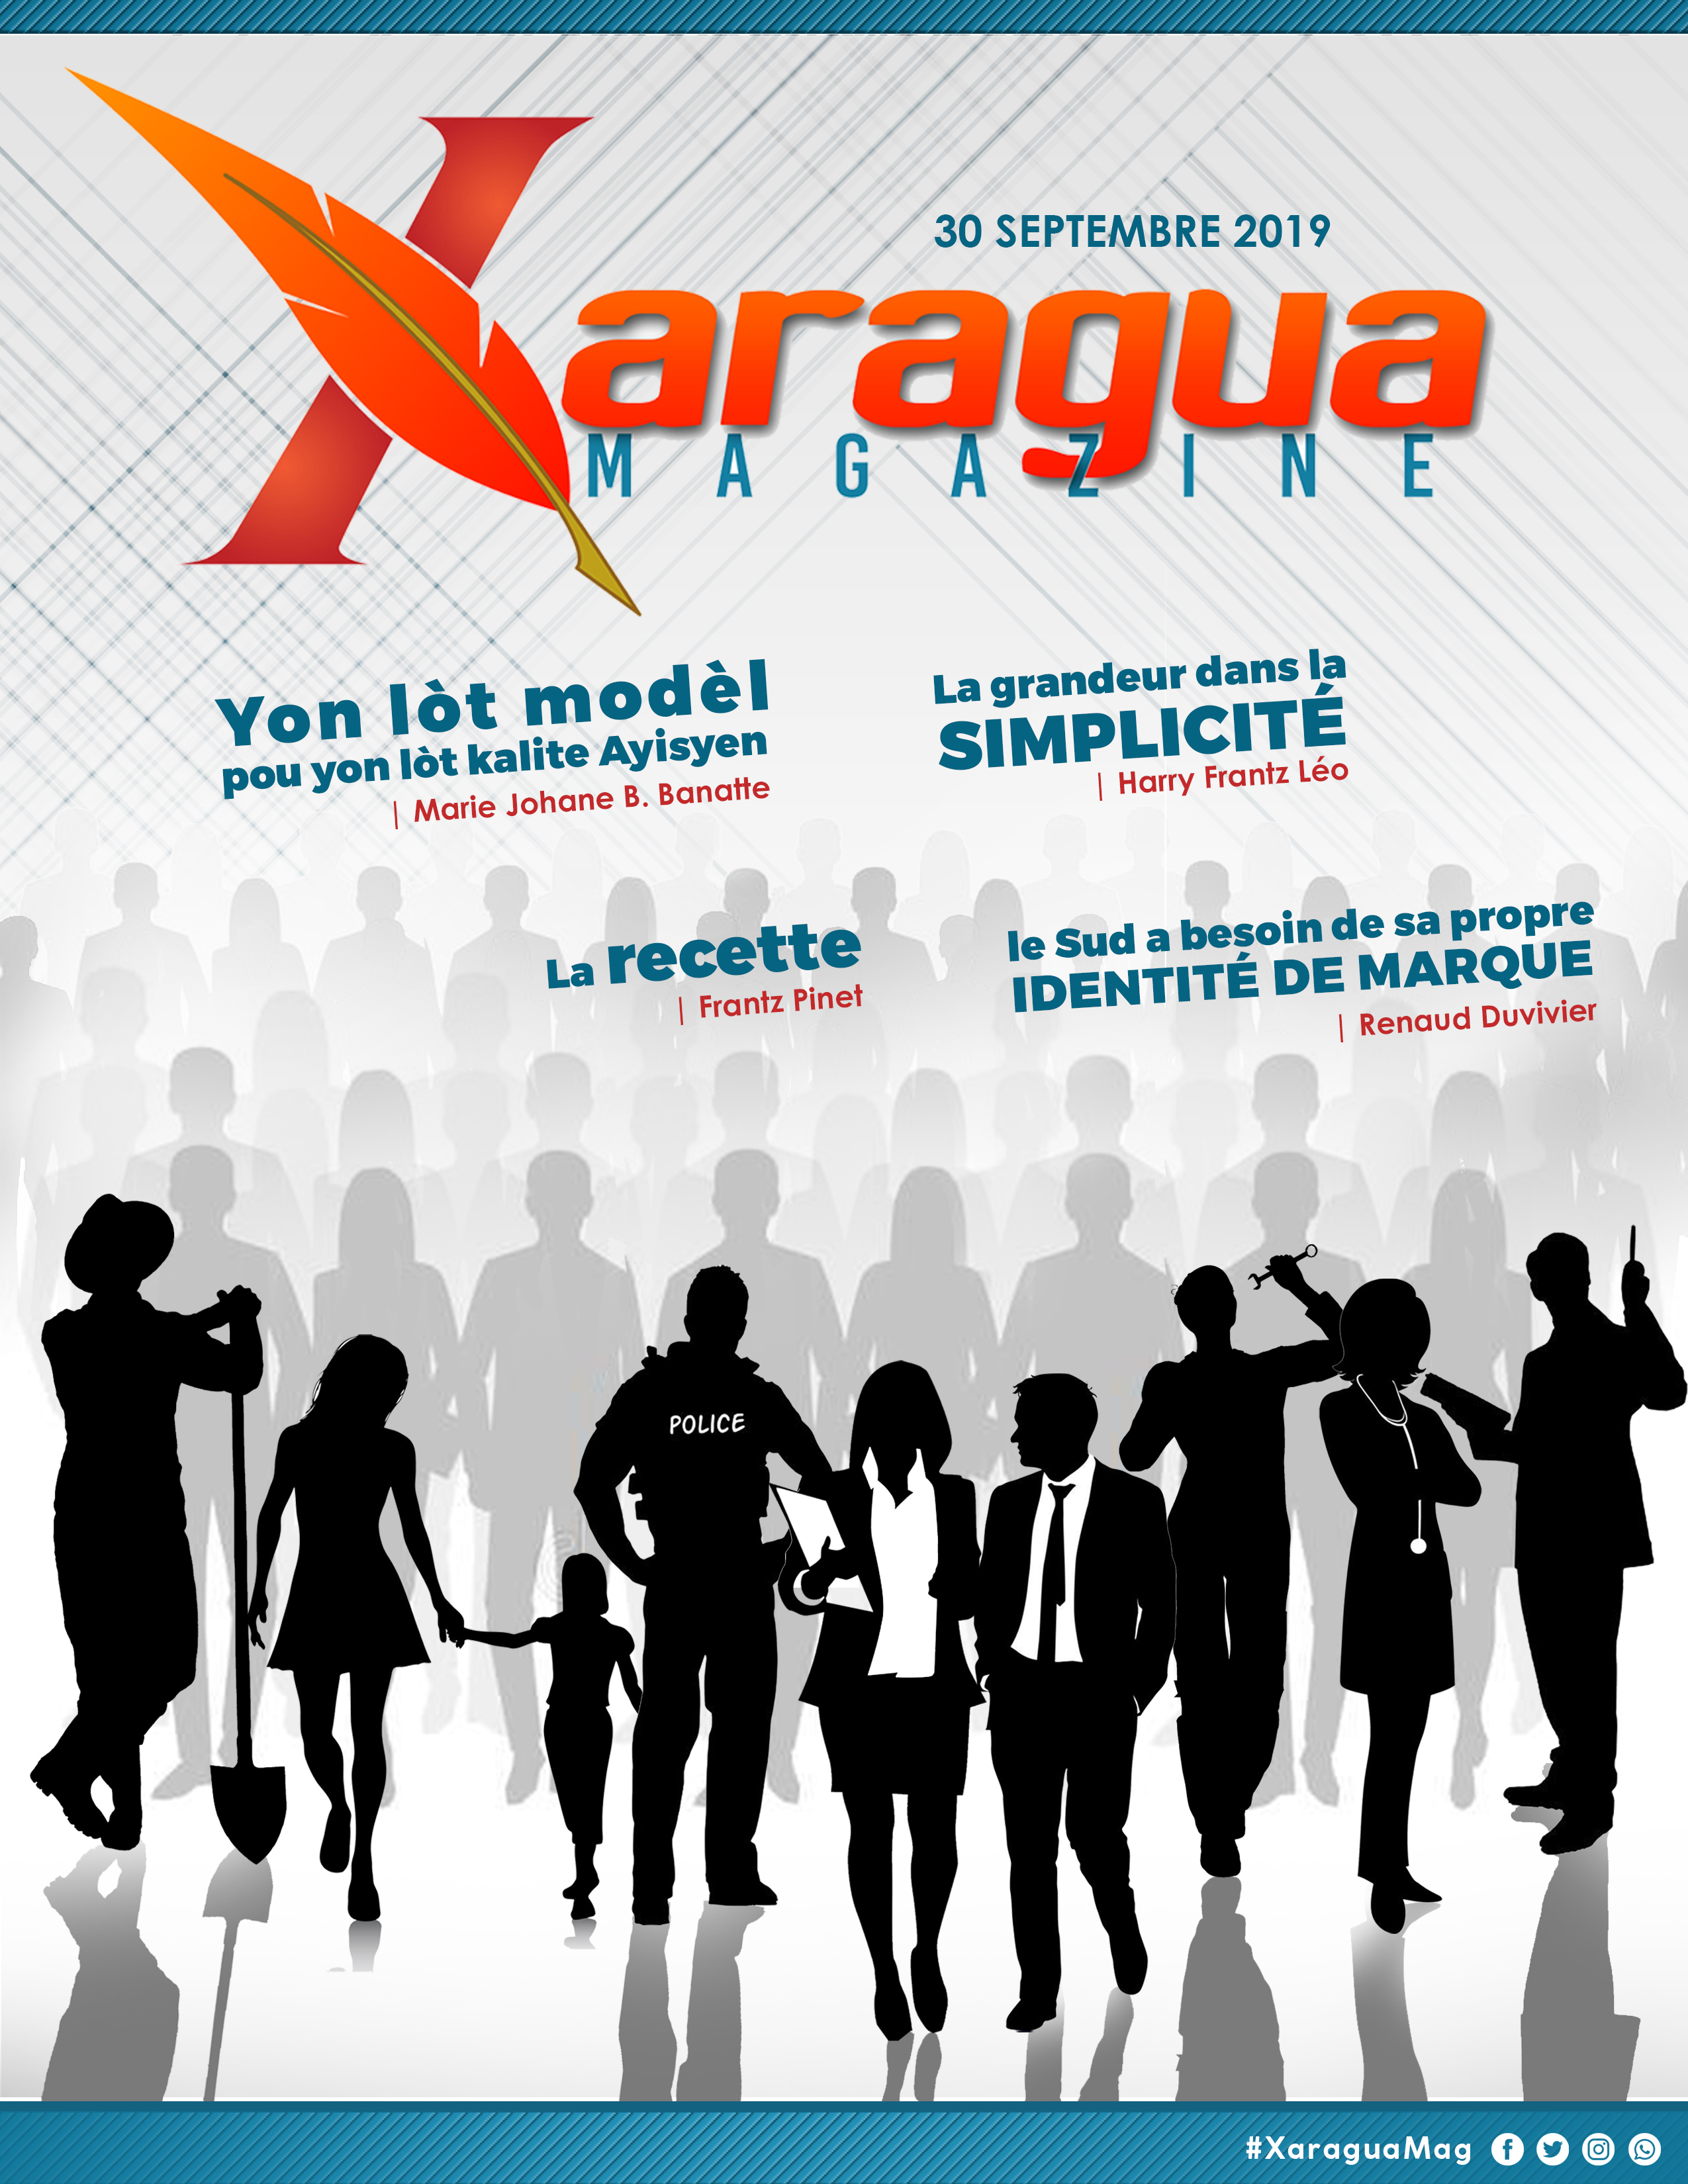 30 SEPTEMBRE 2019
Xaragua
MAGAZINE
Yon lòt modèl
pou yon lòt kalite Ayisyen
| Marie Johane B. Banatte
La grandeur dans la
SIMPLICITÉ
| Harry Frantz Léo
La recette
| Frantz Pinet
le Sud a besoin de sa propre
IDENTITÉ DE MARQUE
| Renaud Duvivier
POLICE
#XaraguaMag